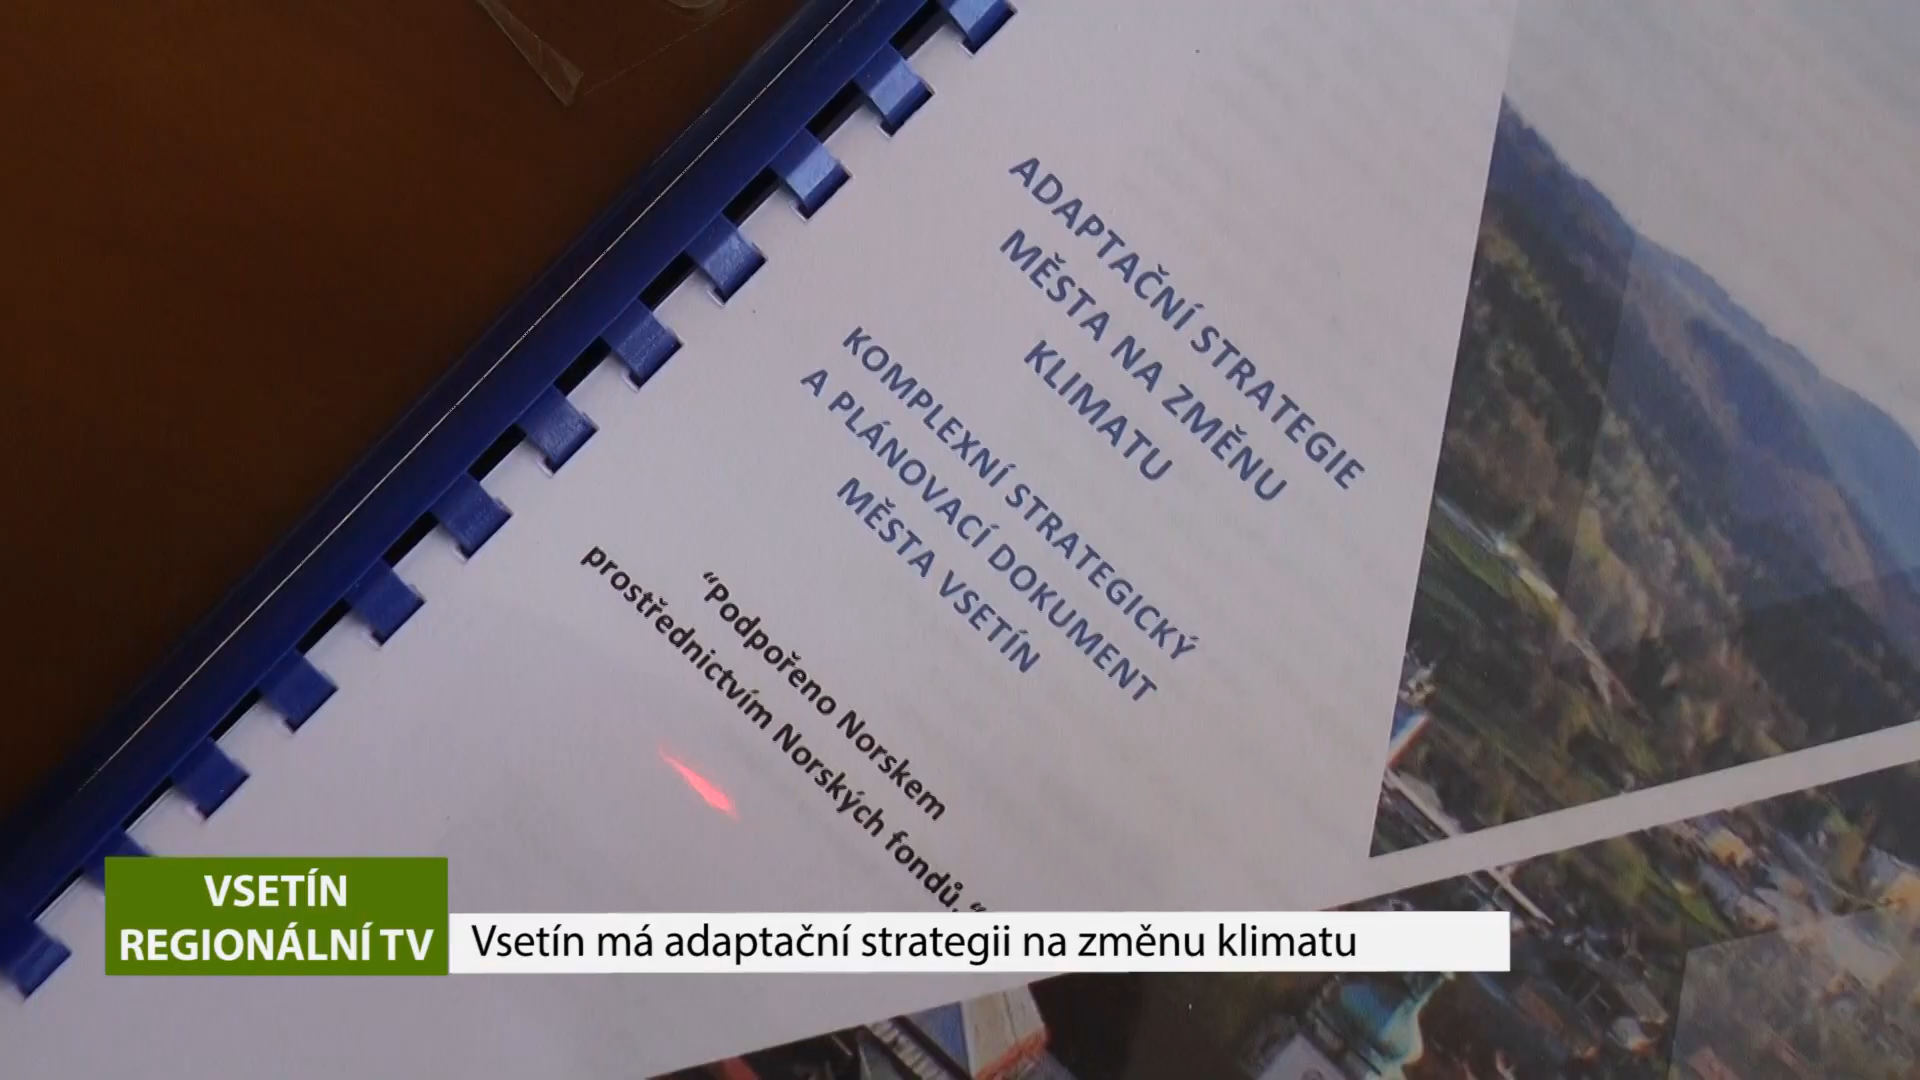 ADAPTAČNÍ STRATEGIE
MĚSTA NA ZMĚNU
KLIMATU
KOMPLEXNÍ STRATEGICKÝ
A PLÁNOVACÍ DOKUMENT
MĚSTA VSETÍN
“Podpořeno Norskem
prostřednictvím Norských fondů.“
VSETÍN
REGIONÁLNÍ TV
Vsetín má adaptační strategii na změnu klimatu